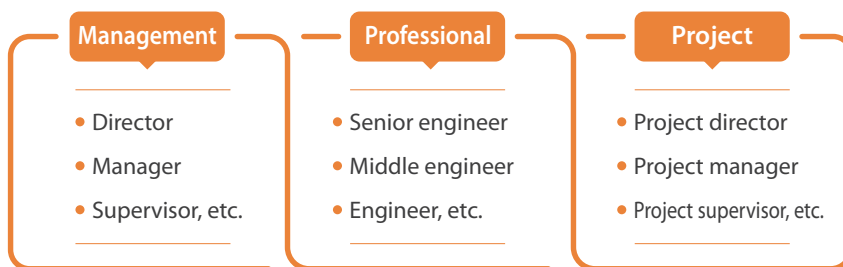 Management
• Director
• Manager
• Supervisor, etc.
Professional
• Senior engineer
• Middle engineer
• Engineer, etc.
Project
• Project director
• Project manager
• Project supervisor, etc.